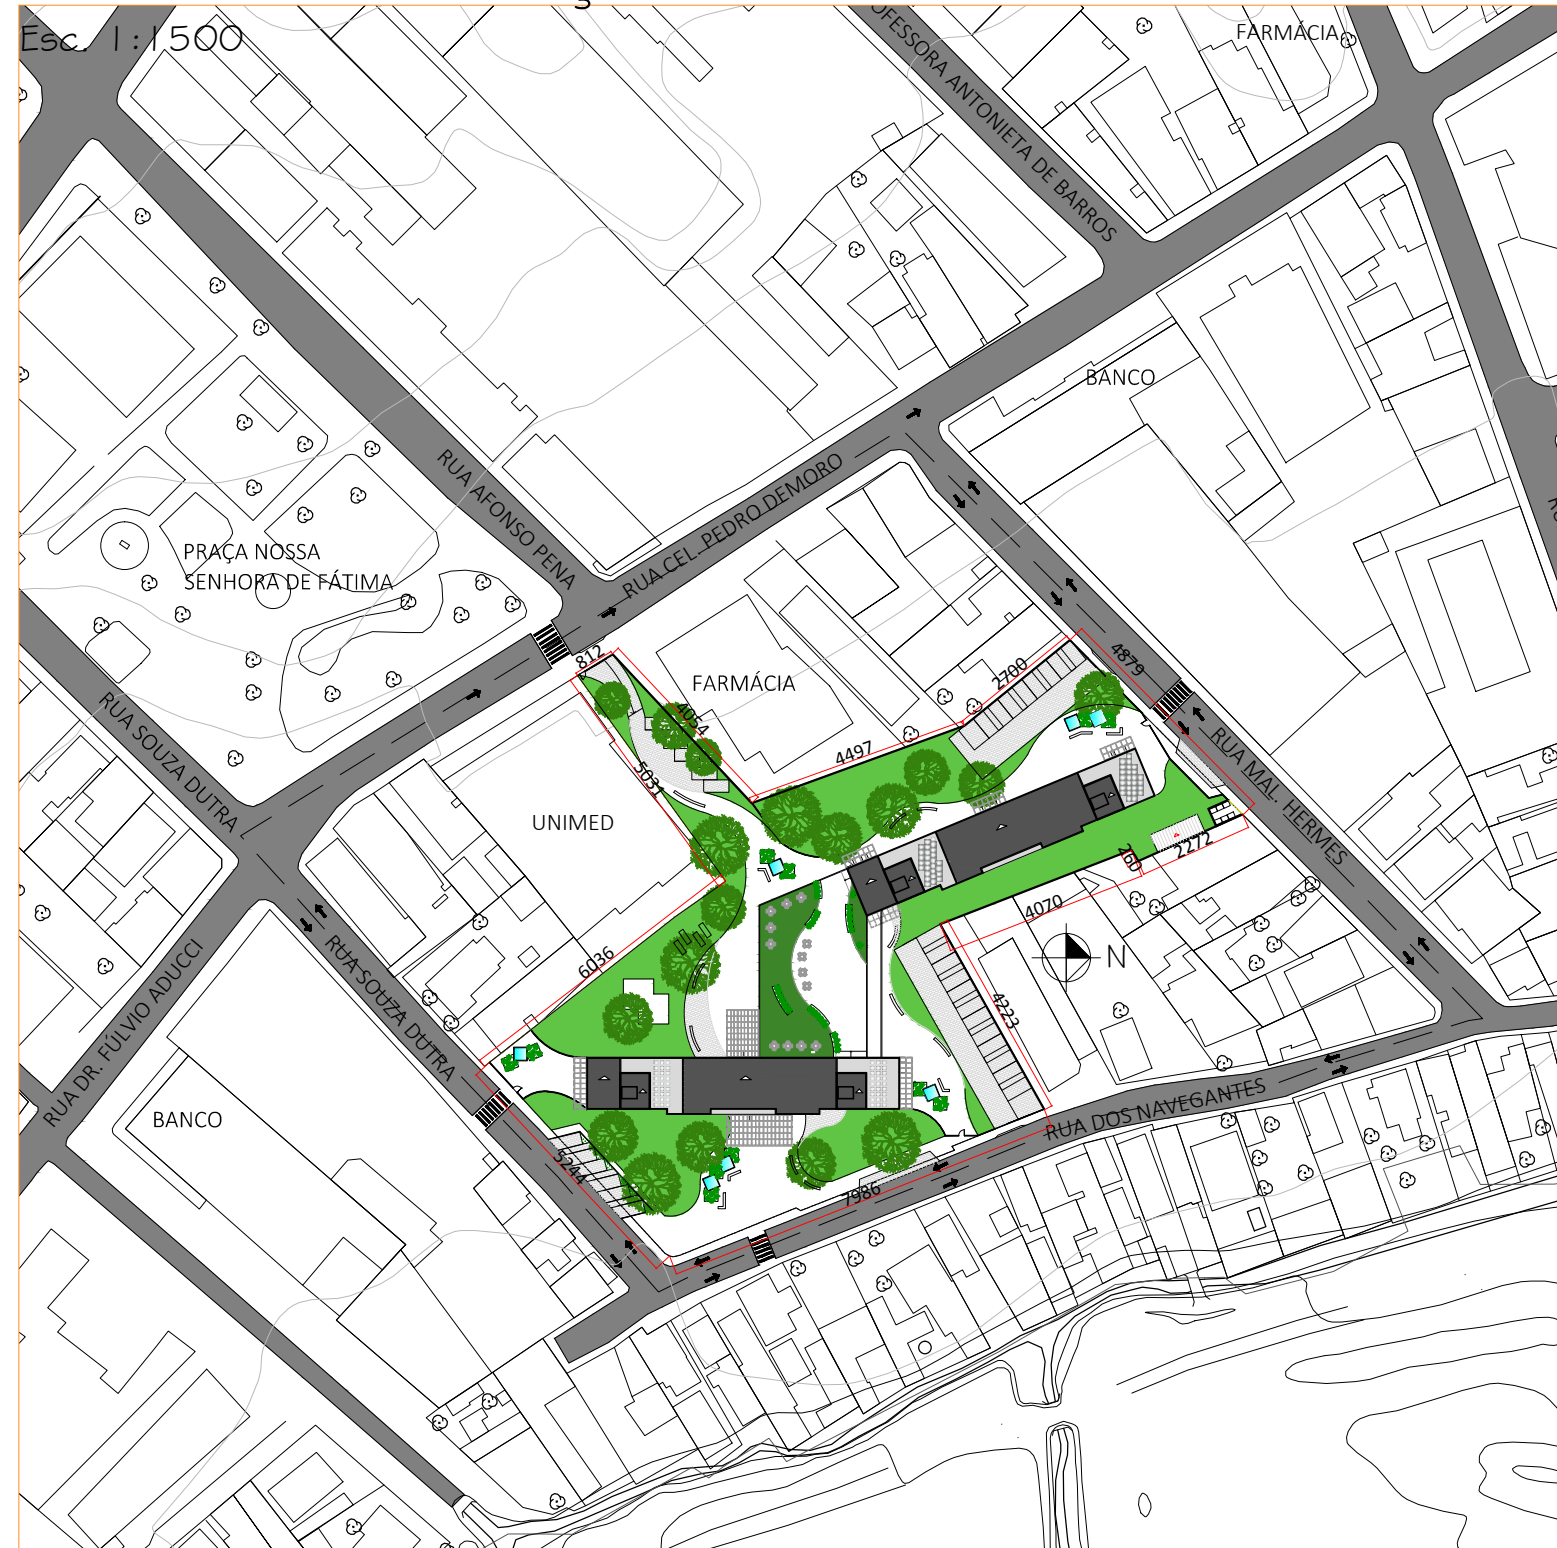 Esc. 1:1500
FARMÁCIA
OFESSORA ANTONIETA DE BARROS
BANCO
RUA AFONSO PENA
RUA CEL. PEDRO DEMORO
PRAÇA NOSSA
SENHORA DE FÁTIMA
812
FARMÁCIA
4054
5031
4497
2700
4879
RUA SOUZA DUTRA
UNIMED
RUA MAL. HERMES
2272
260
4070
N
RUA DR. FÚLVIO ADUCCI
RUA SOUZA DUTRA
6036
4223
BANCO
RUA DOS NAVEGANTES
5244
7986